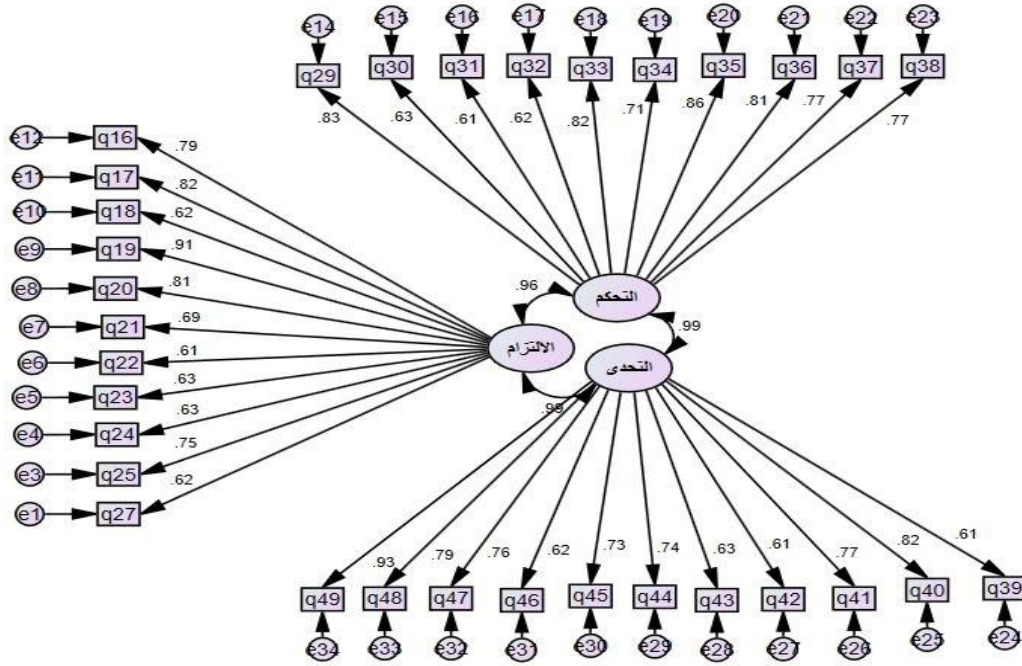 e14 e15 e16 e17 e18 e19 e20 e21 e22 e23
q29 q30 q31 q32 q33 q34 q35 q36 q37 q38
.83 .63 .61 .62 .82 .71 .86 .81 .77 .77
e12 q16 .79
e11 q17 .82
e10 q18 .62
e9 q19 .91
e8 q20 .81
e7 q21 .69
e6 q22 .61
e5 q23 .63
e4 q24 .63
e3 q25 .75
e1 q27 .62
.96 التحكم
.99
الالتزام
التحدى
.99
.93 .79 .76 .62 .73 .74 .63 .61 .77 .82 .61
q49 q48 q47 q46 q45 q44 q43 q42 q41 q40 q39
e34 e33 e32 e31 e30 e29 e28 e27 e26 e25 e24